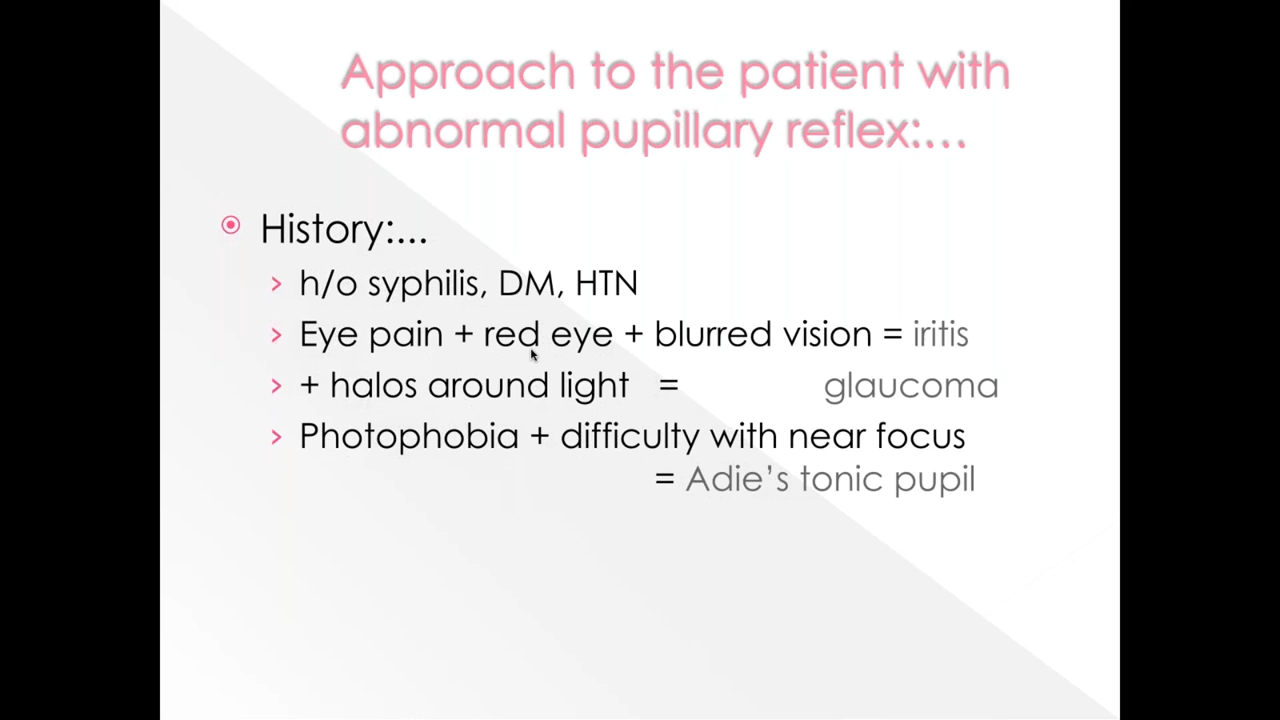 Approach to the patient with
abnormal pupillary reflex:...
History:...
h/o syphilis, DM, HTN
Eye pain + red eye + blurred vision = iritis
+ halos around light = glaucoma
Photophobia + difficulty with near focus
= Adie's tonic pupil